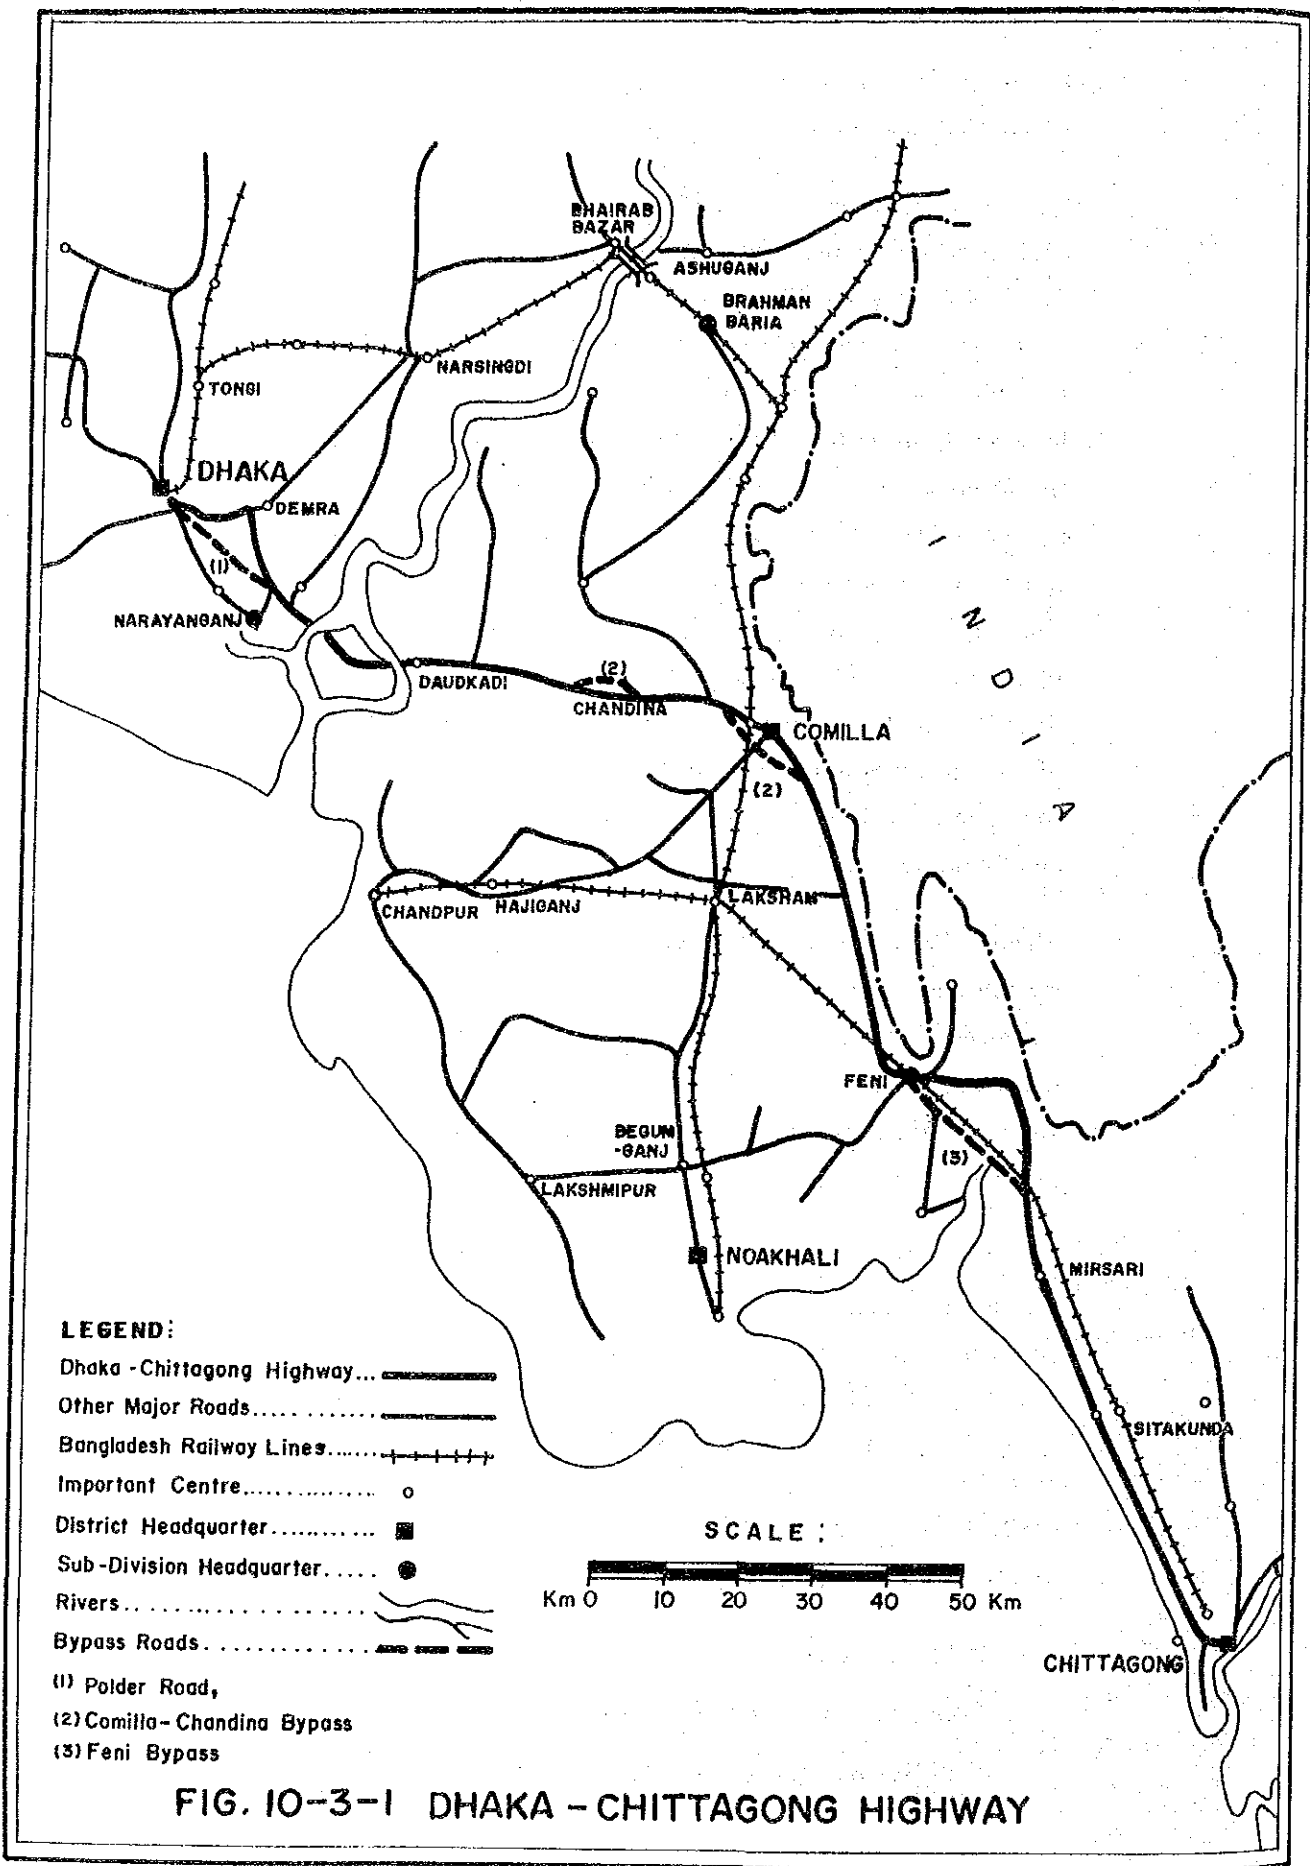 BHAIRAB
BAZAR
ASHUGANJ
BRAHMAN
BARIA
NARSINGDI
TONGI
DHAKA
DEMRA
(1)
NARAYANGANJ
DAUDKADI
(2)
CHANDINA
COMILLA
(2)
INDIA
CHANDPUR
HAJIGANJ
LAKSHAM
FENI
BEGUM
-GANJ
(3)
LAKSHMIPUR
NOAKHALI
MIRSARI
SITAKUNDA
CHITTAGONG
LEGEND:
Dhaka - Chittagong Highway...
Other Major Roads..............
Bangladesh Railway Lines........
Important Centre................
District Headquarter............
Sub-Division Headquarter.....
Rivers..........................
Bypass Roads...................
(1) Polder Road,
(2) Comilla-Chandina Bypass
(3) Feni Bypass
SCALE:
Km 0 10 20 30 40 50 Km
FIG. 10-3-1 DHAKA - CHITTAGONG HIGHWAY